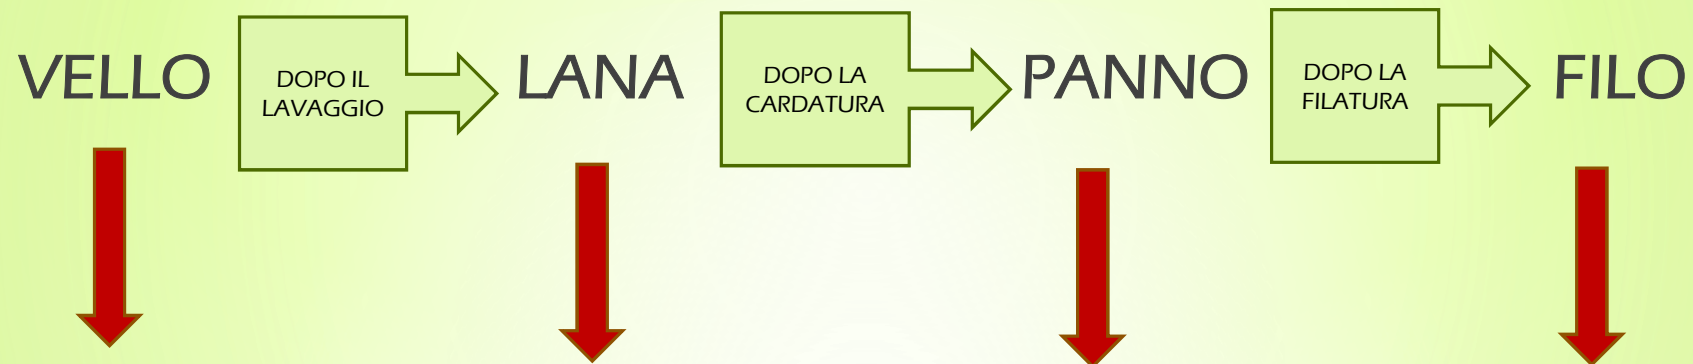 VELLO
DOPO IL
LAVAGGIO
LANA
DOPO LA
CARDATURA
PANNO
DOPO LA
FILATURA
FILO